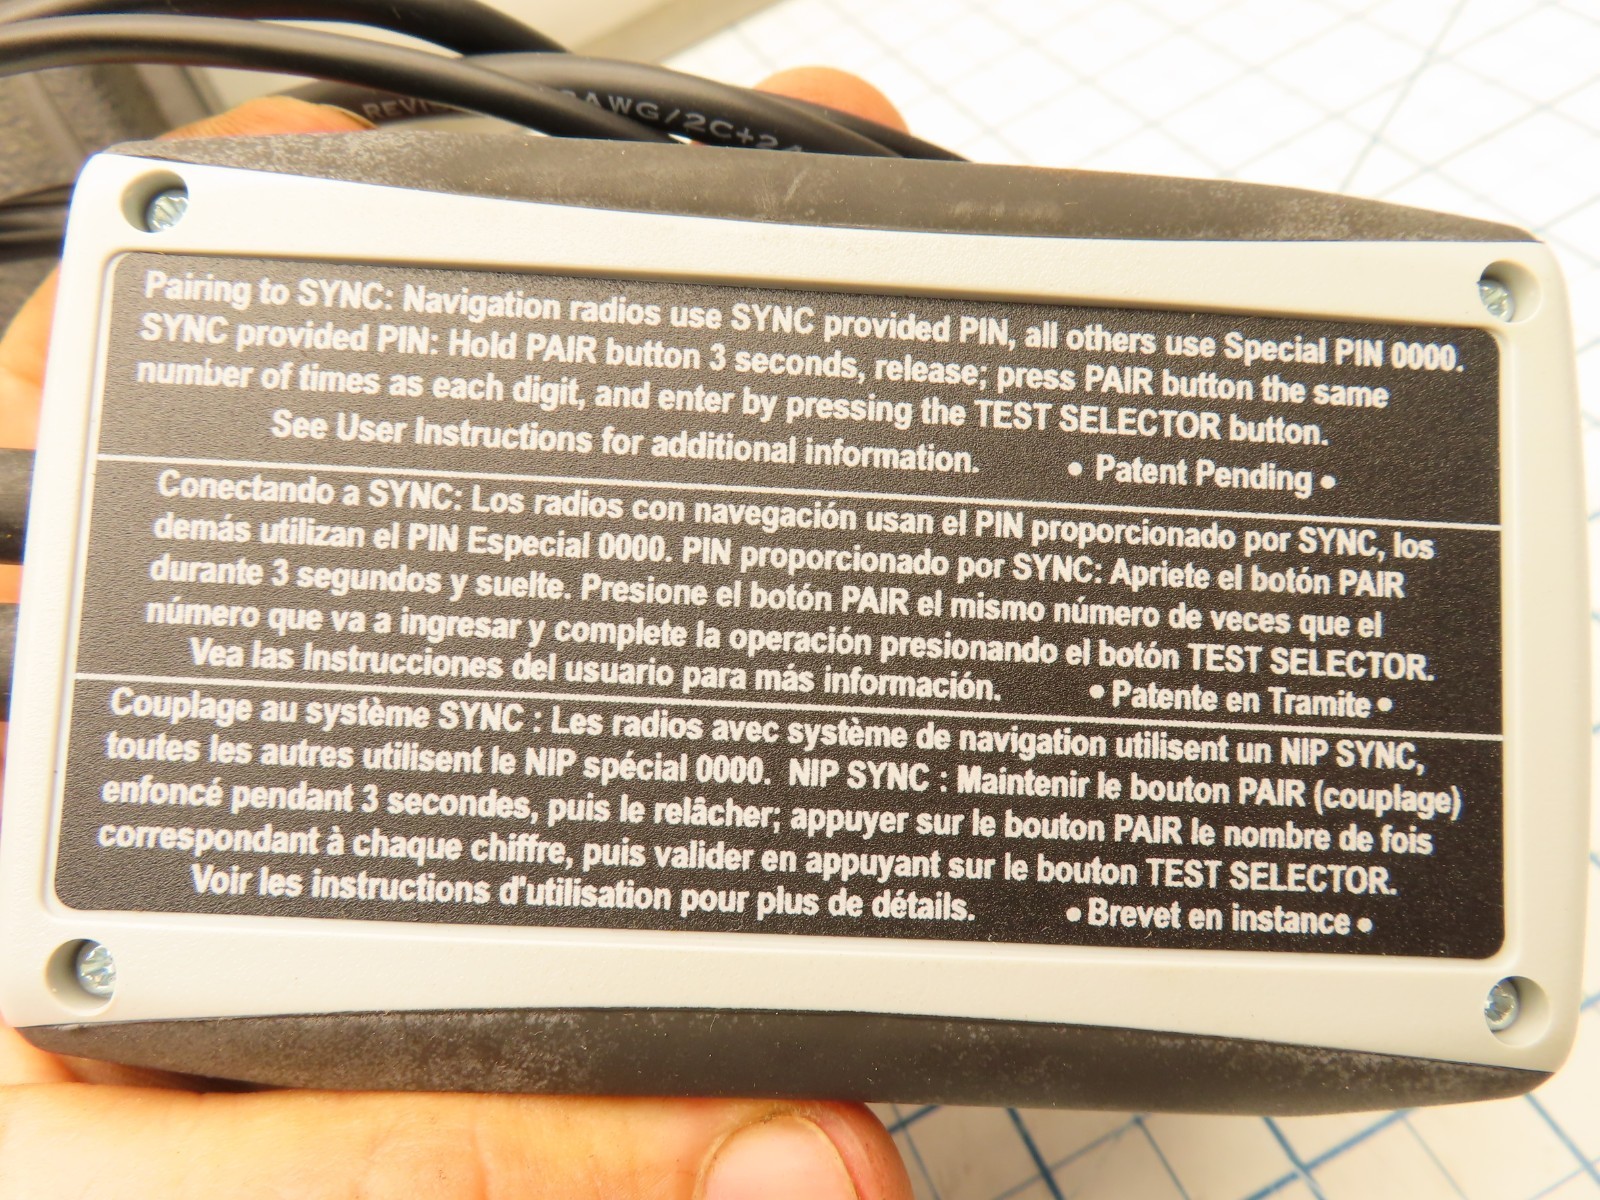 AWG/2C+2
Pairing to SYNC: Navigation radios use SYNC provided PIN, all others use Special PIN 0000.
SYNC provided PIN: Hold PAIR button 3 seconds, release; press PAIR button the same
number of times as each digit, and enter by pressing the TEST SELECTOR button.
See User Instructions for additional information. • Patent Pending •
Conectando a SYNC: Los radios con navegación usan el PIN proporcionado por SYNC, los
demás utilizan el PIN Especial 0000. PIN proporcionado por SYNC: Apriete el botón PAIR
durante 3 segundos y suelte. Presione el botón PAIR el mismo número de veces que el
número que va a ingresar y complete la operación presionando el botón TEST SELECTOR.
Vea las Instrucciones del usuario para más información. • Patente en Tramite •
Couplage au système SYNC : Les radios avec système de navigation utilisent un NIP SYNC,
toutes les autres utilisent le NIP spécial 0000. NIP SYNC : Maintenir le bouton PAIR (couplage)
enfoncé pendant 3 secondes, puis le relâcher; appuyer sur le bouton PAIR le nombre de fois
correspondant à chaque chiffre, puis valider en appuyant sur le bouton TEST SELECTOR.
Voir les instructions d'utilisation pour plus de détails. • Brevet en instance •